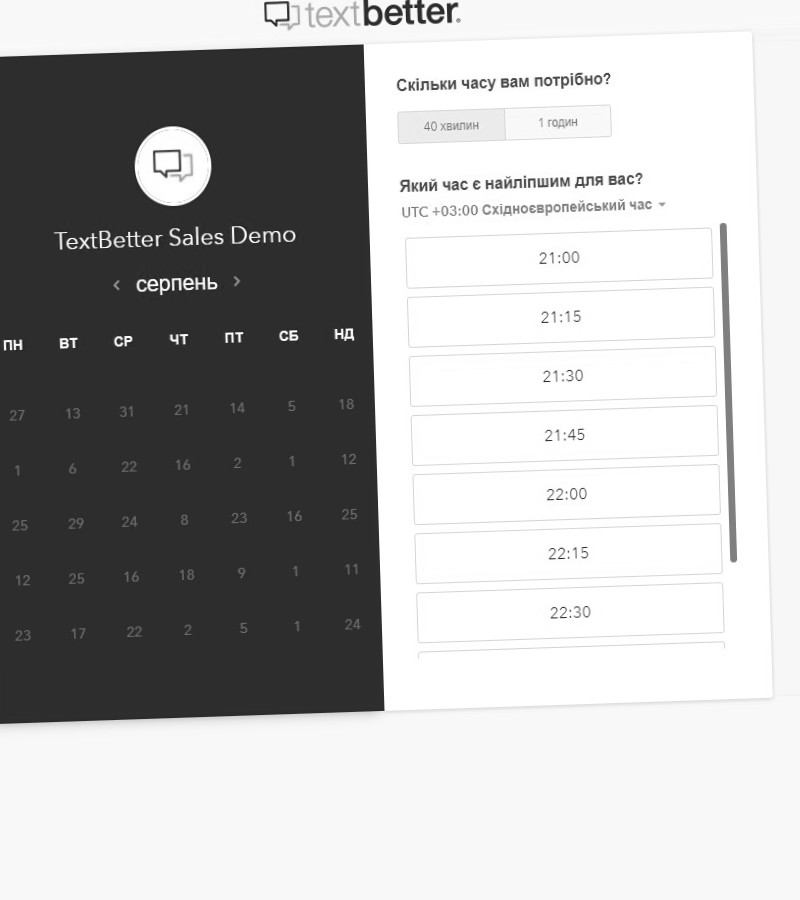 textbetter.
TextBetter Sales Demo
серпень
ПН ВТ СР ЧТ ПТ СБ НД
27 13 31 21 14 5 18
1 6 22 16 2 1 12
25 29 24 8 23 16 25
12 25 16 18 9 1 11
23 17 22 2 5 1 24
Скільки часу вам потрібно?
40 хвилин 1 годин
Який час є найліпшим для вас?
UTC +03:00 Східноєвропейський час
21:00
21:15
21:30
21:45
22:00
22:15
22:30